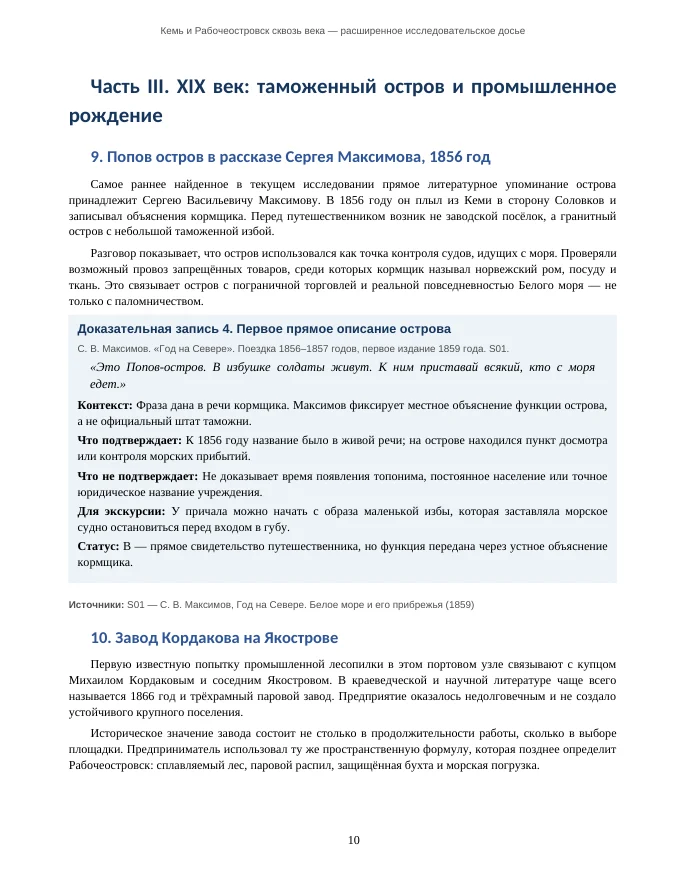 Кемь и Рабочеостровск сквозь века — расширенное исследовательское досье
Часть III. XIX век: таможенный остров и промышленное
рождение
9. Попов остров в рассказе Сергея Максимова, 1856 год
Самое раннее найденное в текущем исследовании прямое литературное упоминание острова
принадлежит Сергею Васильевичу Максимову. В 1856 году он плыл из Кеми в сторону Соловков и
записывал объяснения кормщика. Перед путешественником возник не заводской посёлок, а гранитный
остров с небольшой таможенной избой.
Разговор показывает, что остров использовался как точка контроля судов, идущих с моря. Проверяли
возможный провоз запрещённых товаров, среди которых кормщик называл норвежский ром, посуду и
ткань. Это связывает остров с пограничной торговлей и реальной повседневностью Белого моря — не
только с паломничеством.
Доказательная запись 4. Первое прямое описание острова
С. В. Максимов. «Год на Севере». Поездка 1856–1857 годов, первое издание 1859 года. S01.
«Это Попов-остров. В избушке солдаты живут. К ним приставай всякий, кто с моря
едет.»
Контекст: Фраза дана в речи кормщика. Максимов фиксирует местное объяснение функции острова,
а не официальный штат таможни.
Что подтверждает: К 1856 году название было в живой речи; на острове находился пункт досмотра
или контроля морских прибытий.
Что не подтверждает: Не доказывает время появления топонима, постоянное население или точное
юридическое название учреждения.
Для экскурсии: У причала можно начать с образа маленькой избы, которая заставляла морское
судно остановиться перед входом в губу.
Статус: B — прямое свидетельство путешественника, но функция передана через устное объяснение
кормщика.
Источники: S01 — С. В. Максимов, Год на Севере. Белое море и его прибрежья (1859)
10. Завод Кордакова на Якострове
Первую известную попытку промышленной лесопилки в этом портовом узле связывают с купцом
Михаилом Кордаковым и соседним Якостровом. В краеведческой и научной литературе чаще всего
называется 1866 год и трёхрамный паровой завод. Предприятие оказалось недолговечным и не создало
устойчивого крупного поселения.
Историческое значение завода состоит не столько в продолжительности работы, сколько в выборе
площадки. Предприниматель использовал ту же пространственную формулу, которая позднее определит
Рабочеостровск: сплавляемый лес, паровой распил, защищённая бухта и морская погрузка.
10